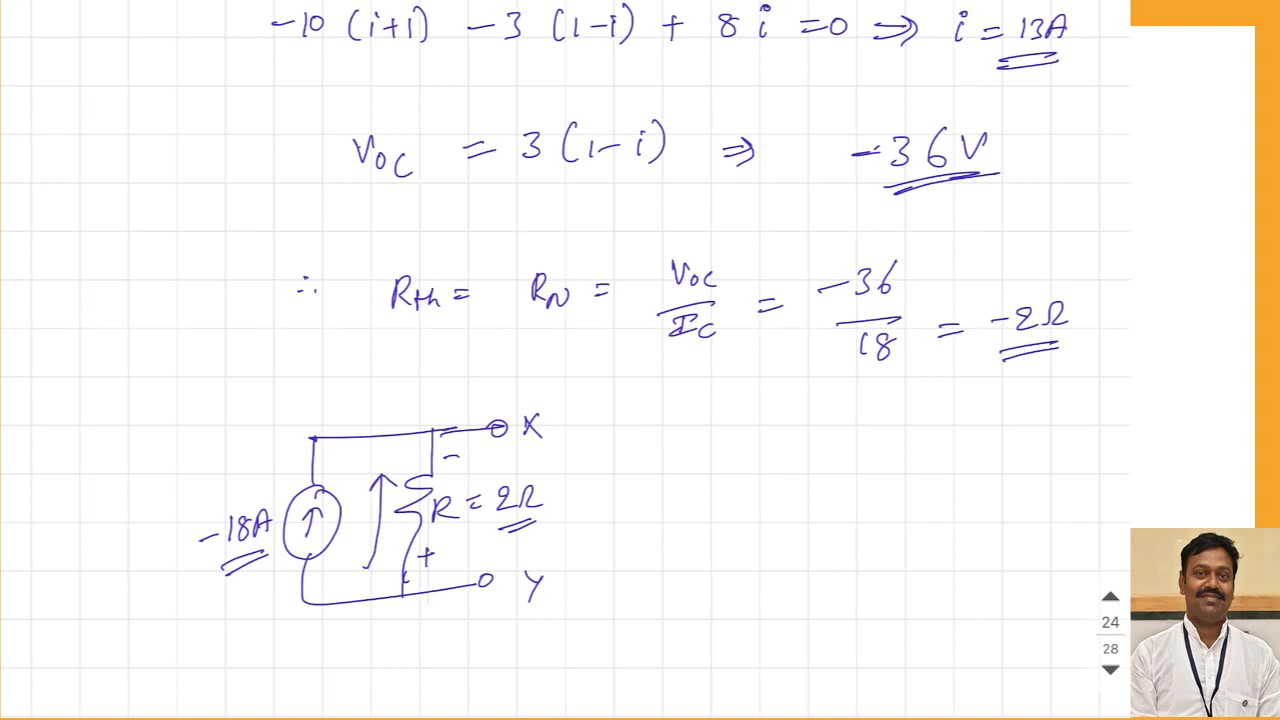 -10 (i+1) -3 (1-i) + 8 i =0 ⇒ i = 13A
Voc = 3 (1-i) ⇒ -36V
∴ Rth = RN = Voc / Isc = -36 / 18 = -2Ω
X
-
-18A
R = 2Ω
+
Y
24
28